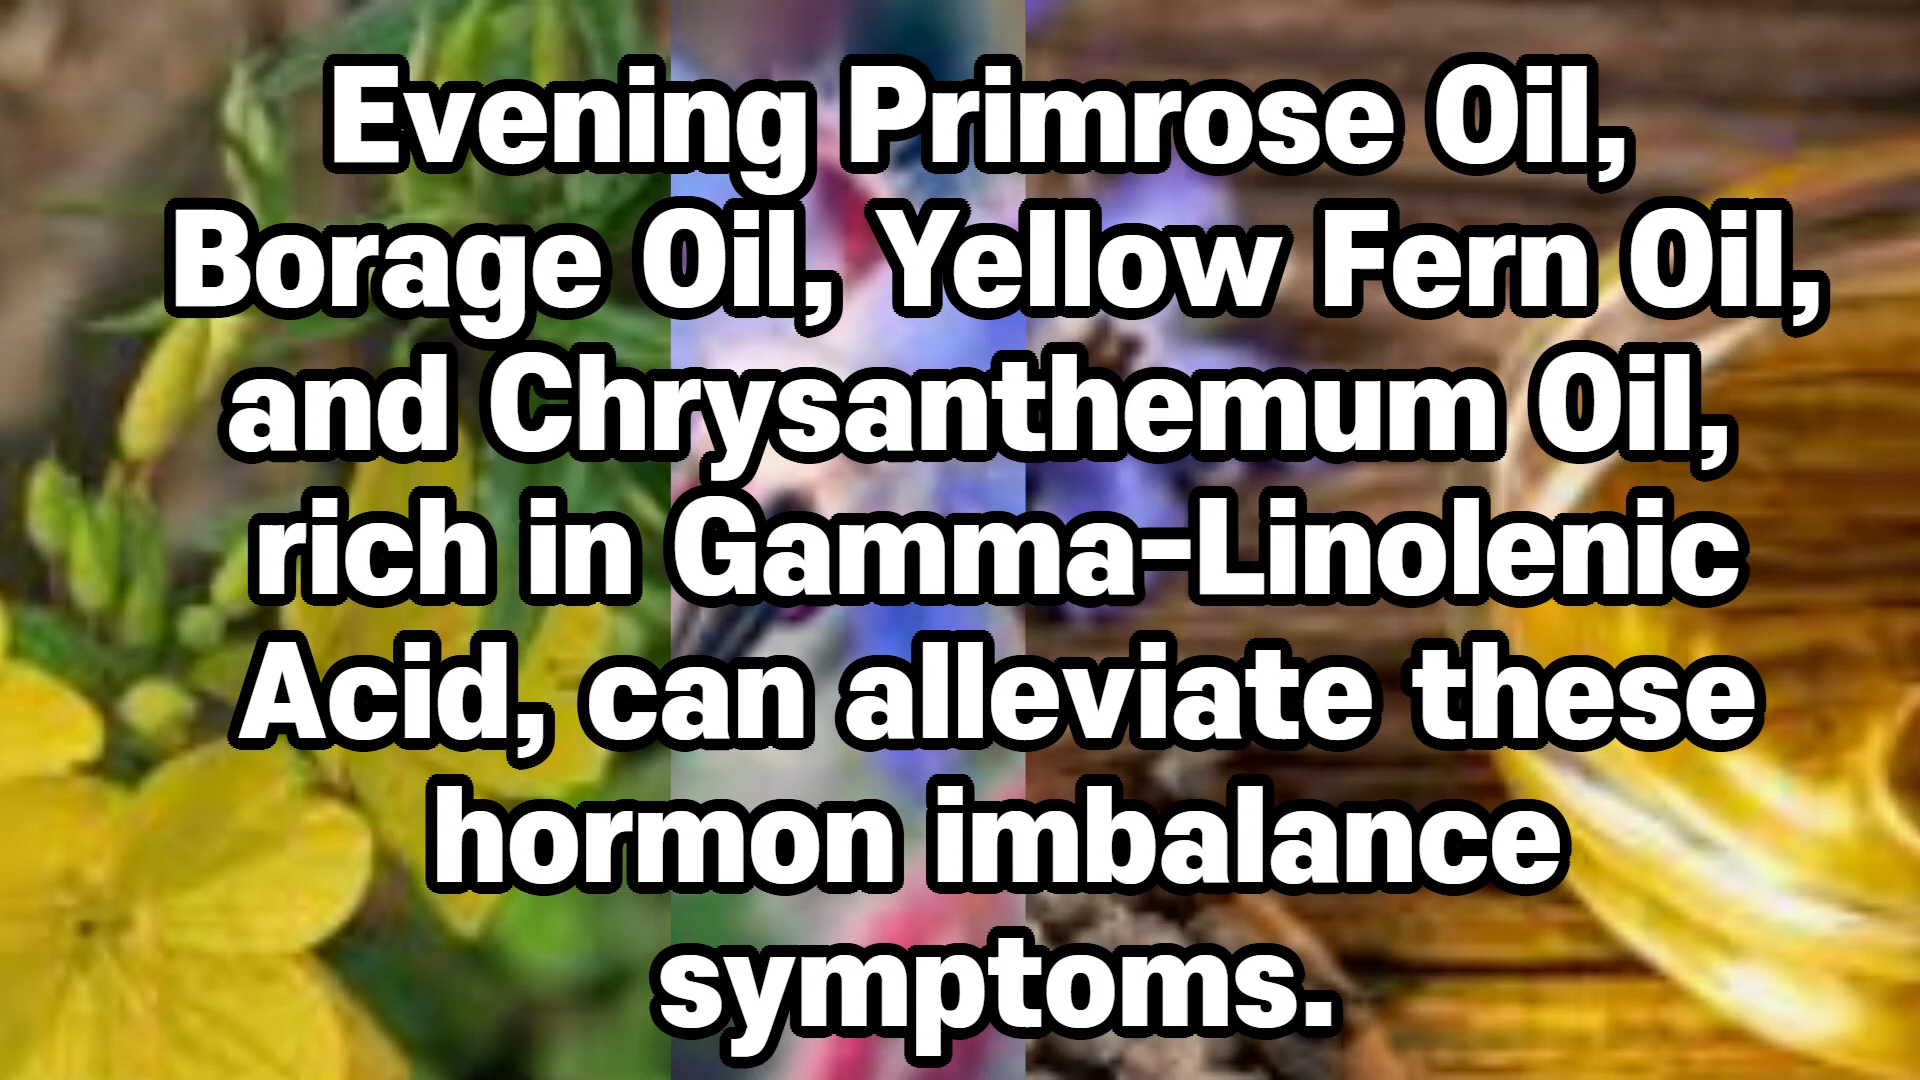 Evening Primrose Oil,
Borage Oil, Yellow Fern Oil,
and Chrysanthemum Oil,
rich in Gamma-Linolenic
Acid, can alleviate these
hormon imbalance
symptoms.